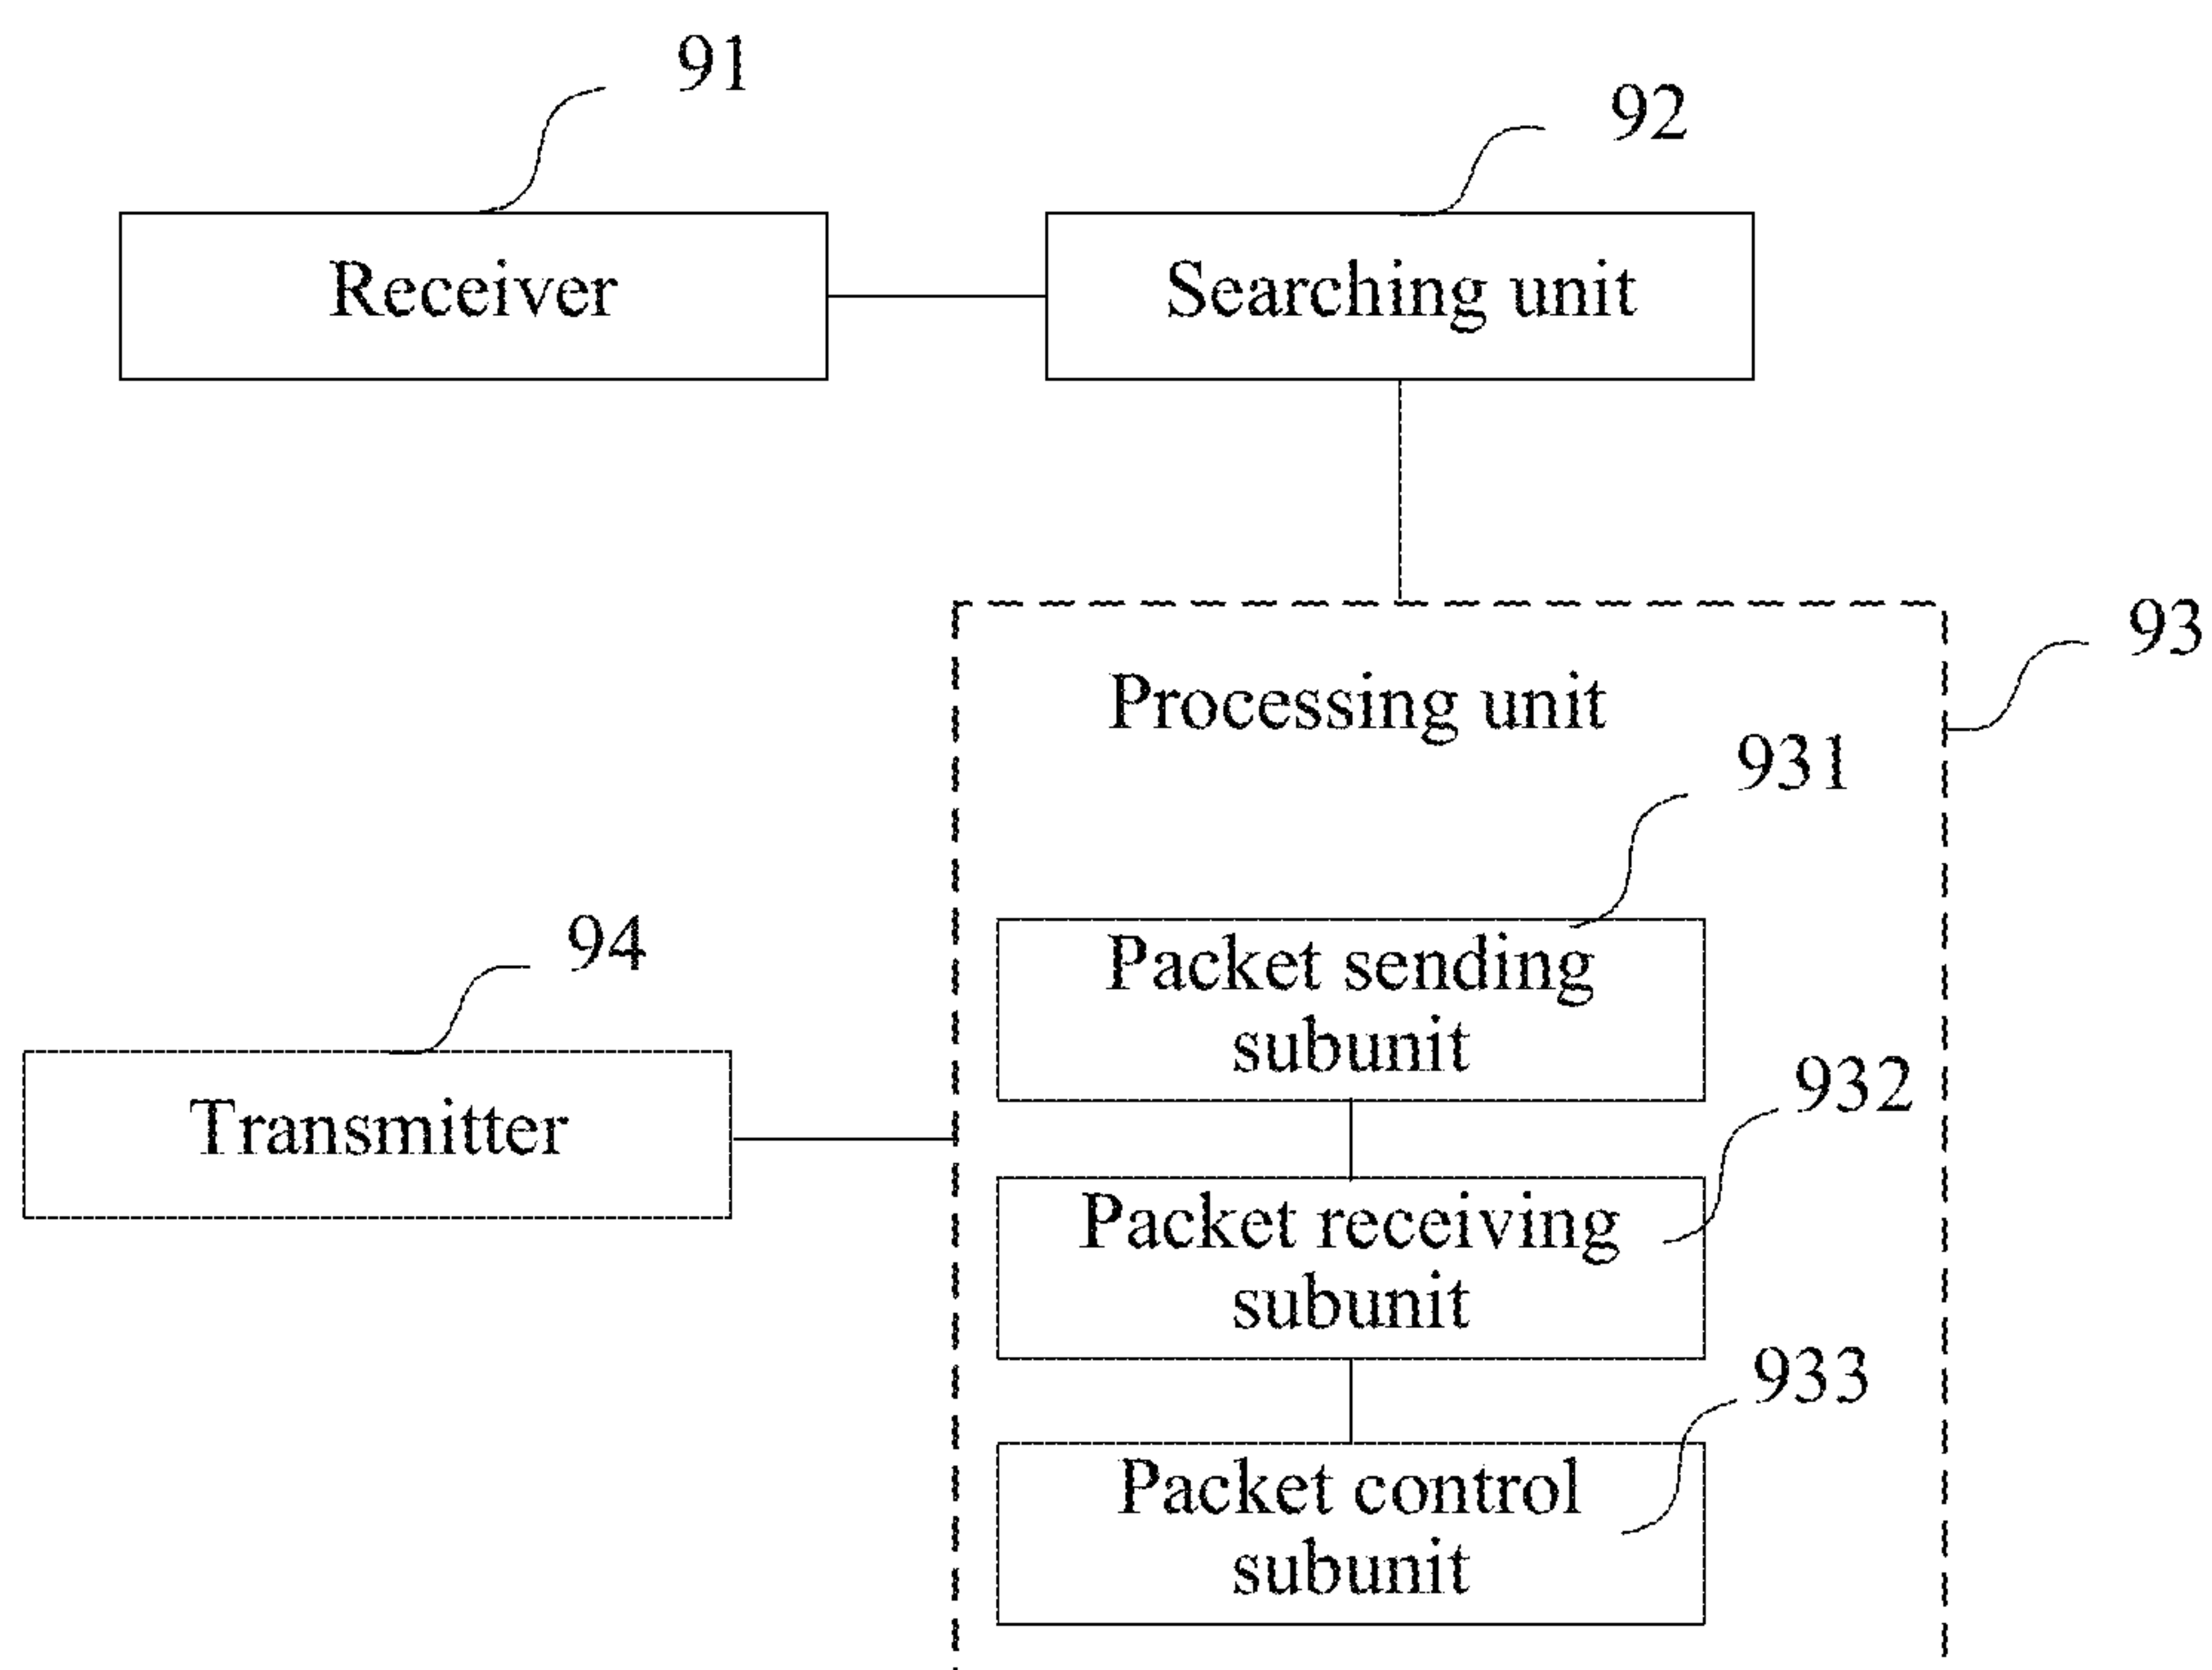 91
92
Receiver
Searching unit
93
Processing unit
931
94
Packet sending
subunit
932
Transmitter
Packet receiving
subunit
933
Packet control
subunit